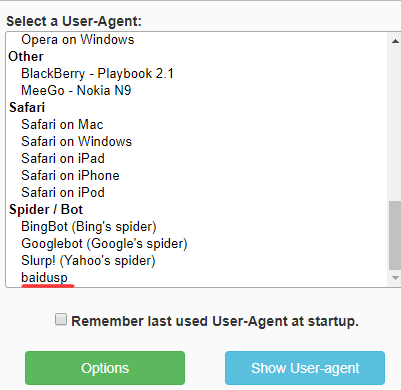 Select a User-Agent:
Opera on Windows
Other
BlackBerry - Playbook 2.1
MeeGo - Nokia N9
Safari
Safari on Mac
Safari on Windows
Safari on iPad
Safari on iPhone
Safari on iPod
Spider / Bot
BingBot (Bing's spider)
Googlebot (Google's spider)
Slurp! (Yahoo's spider)
baidusp
Remember last used User-Agent at startup.
Options
Show User-agent